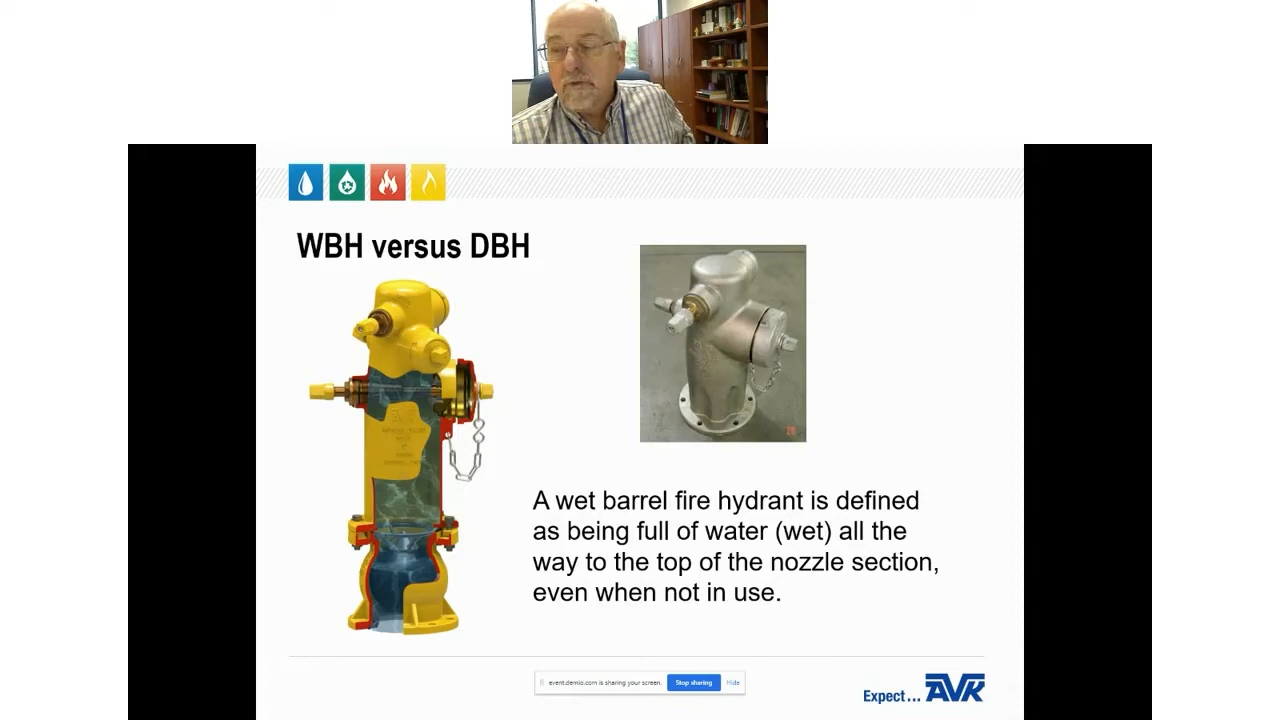 WBH versus DBH
A wet barrel fire hydrant is defined
as being full of water (wet) all the
way to the top of the nozzle section,
even when not in use.
event.demio.com is sharing your screen.
Stop sharing
Hide
Expect... AVK